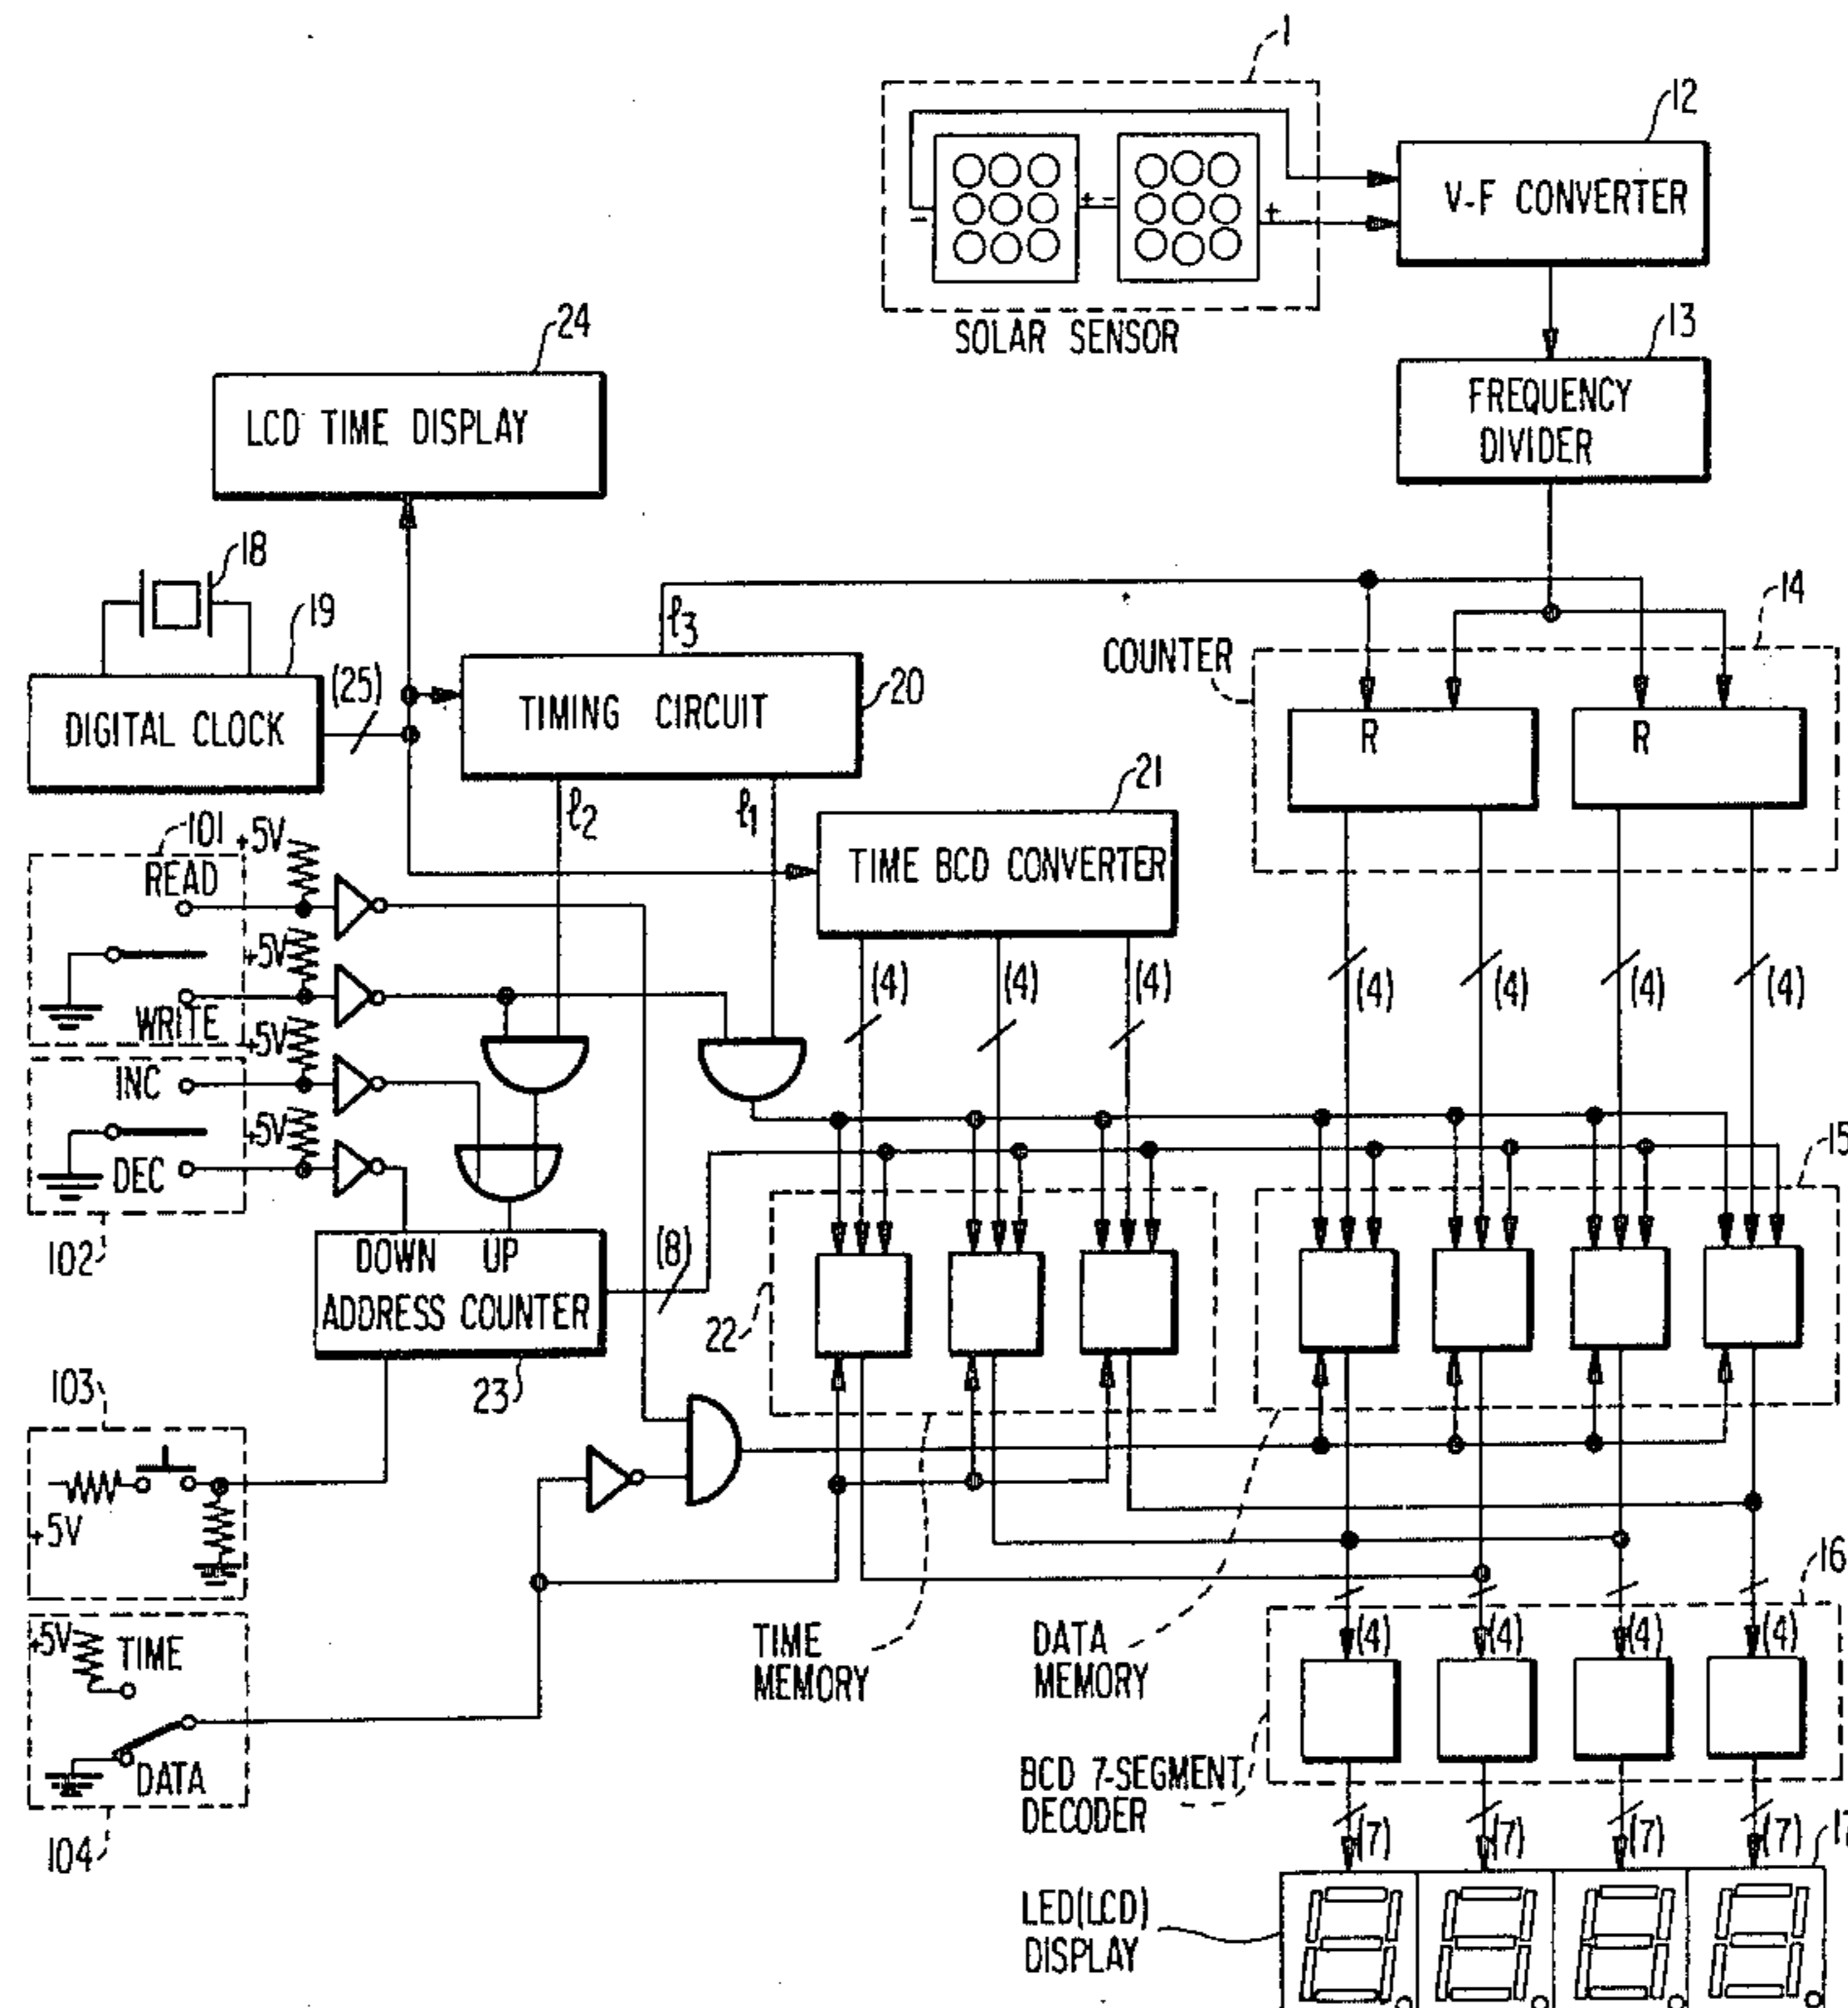 1
12
V-F CONVERTER
- + - +
SOLAR SENSOR
13
FREQUENCY
DIVIDER
24
LCD TIME DISPLAY
18
19
DIGITAL CLOCK
(25)
ℓ3
TIMING CIRCUIT
20
ℓ2
ℓ1
COUNTER
14
R
R
21
TIME BCD CONVERTER
101
READ
+5V
+5V
WRITE
+5V
INC
+5V
DEC
102
(4) (4) (4) (4) (4) (4) (4)
DOWN UP
ADDRESS COUNTER
(8)
23
22
15
103
+5V
+5V
TIME
DATA
104
TIME
MEMORY
DATA
MEMORY
16
(4) (4) (4) (4)
BCD 7-SEGMENT
DECODER
(7) (7) (7) (7)
LED(LCD)
DISPLAY